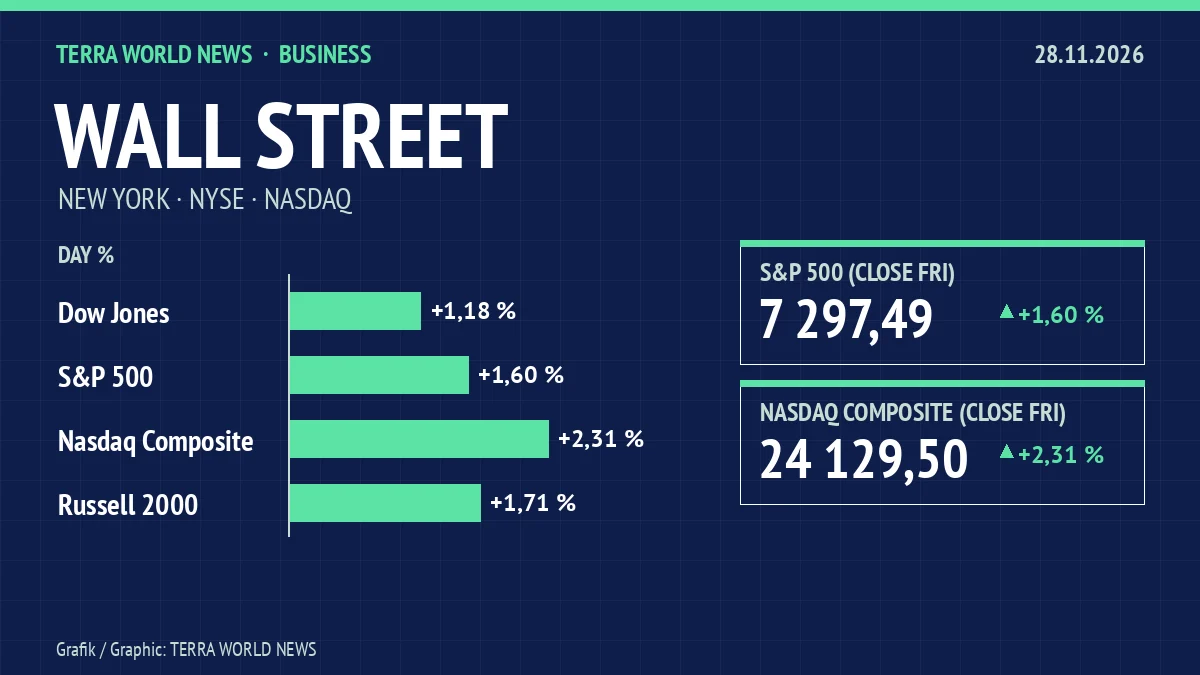 TERRA WORLD NEWS · BUSINESS
28.11.2026
WALL STREET
NEW YORK · NYSE · NASDAQ
DAY %
Dow Jones +1,18 %
S&P 500 +1,60 %
Nasdaq Composite +2,31 %
Russell 2000 +1,71 %
S&P 500 (CLOSE FRI)
7 297,49 ▲+1,60 %
NASDAQ COMPOSITE (CLOSE FRI)
24 129,50 ▲+2,31 %
Grafik / Graphic: TERRA WORLD NEWS